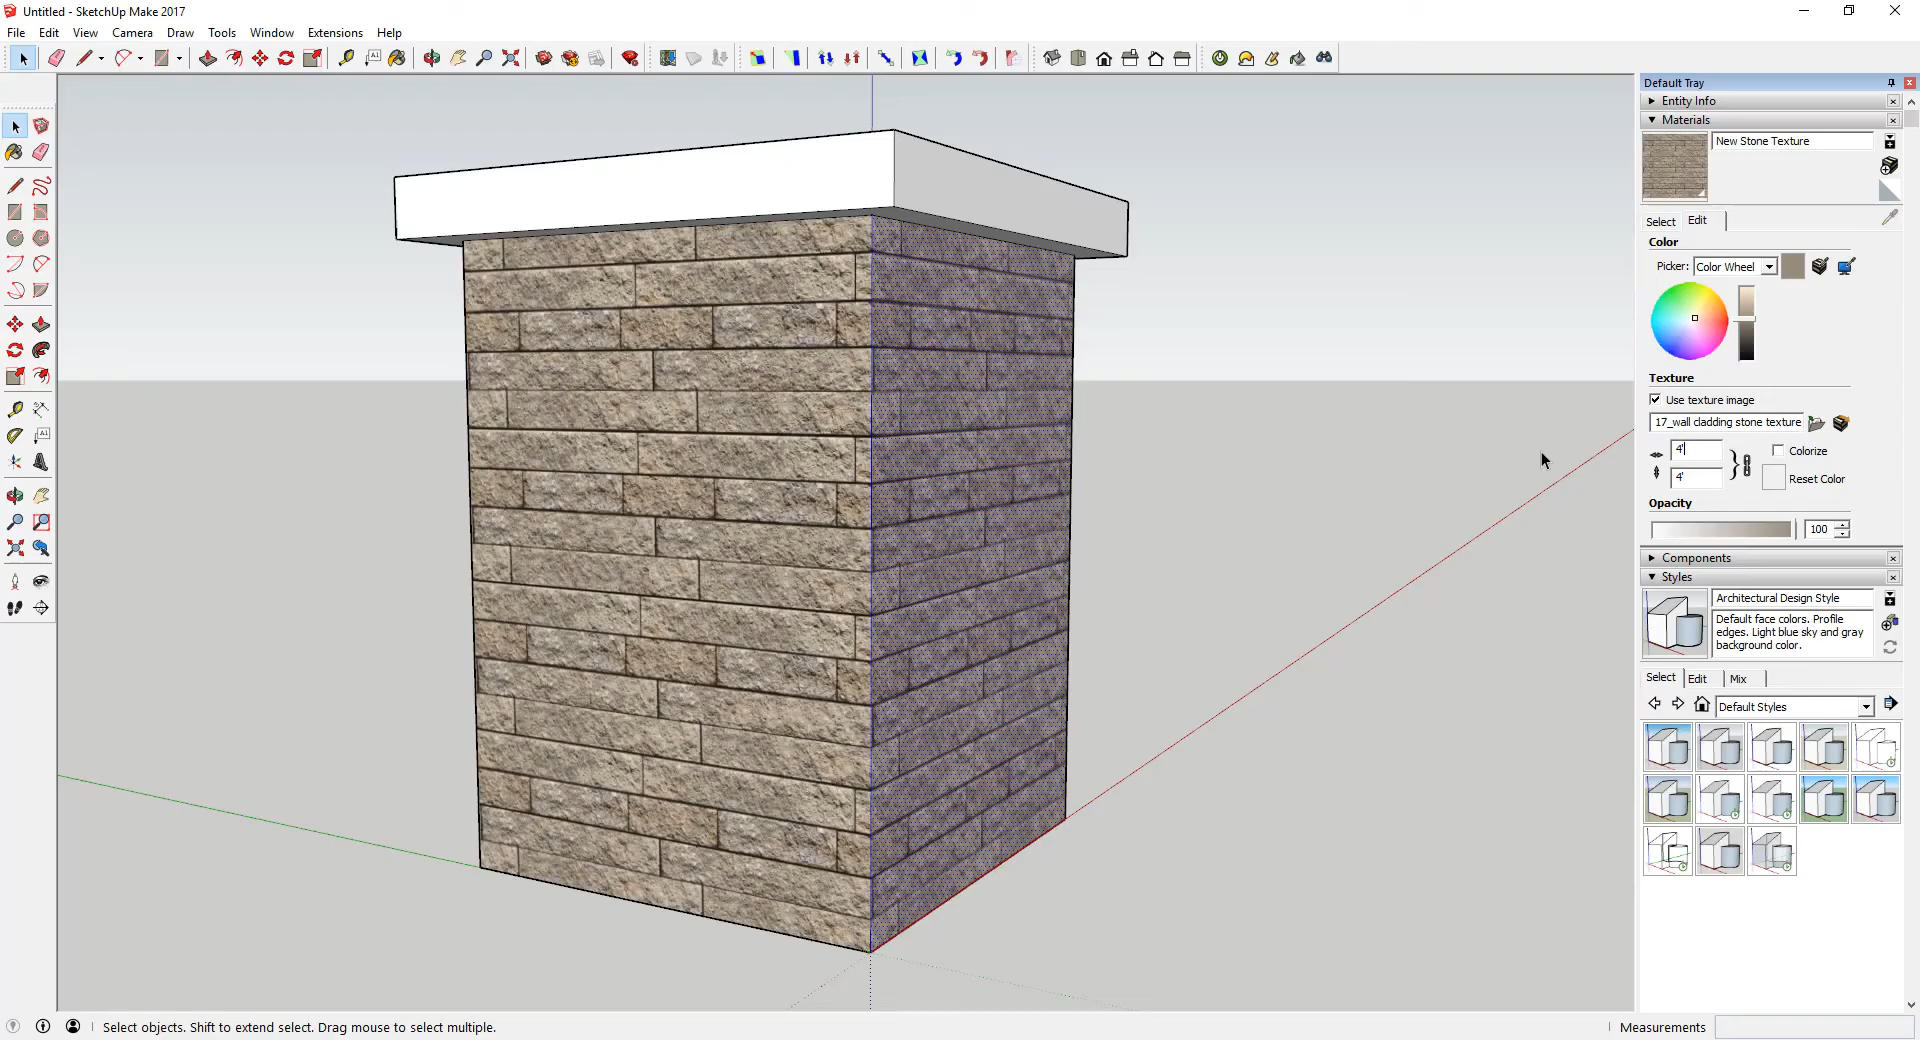 Untitled - SketchUp Make 2017
File Edit View Camera Draw Tools Window Extensions Help
Default Tray
Entity Info
Materials
New Stone Texture
Select Edit
Color
Picker: Color Wheel
Texture
Use texture image
17_wall cladding stone texture
4' Colorize
4' Reset Color
Opacity
100
Components
Styles
Architectural Design Style
Default face colors. Profile
edges. Light blue sky and gray
background color.
Select Edit Mix
Default Styles
Select objects. Shift to extend select. Drag mouse to select multiple.
Measurements